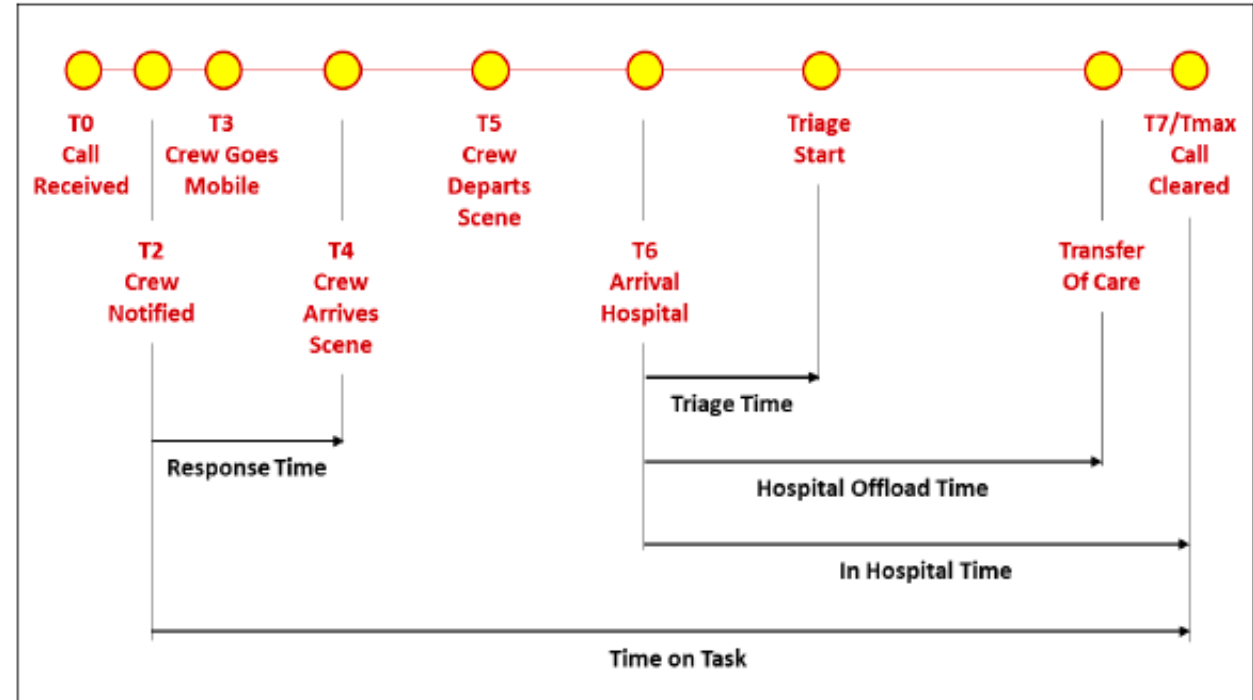 T0
Call
Received
T3
Crew Goes
Mobile
T5
Crew
Departs
Scene
Triage
Start
T7/Tmax
Call
Cleared
T2
Crew
Notified
T4
Crew
Arrives
Scene
T6
Arrival
Hospital
Transfer
Of Care
Triage Time
Response Time
Hospital Offload Time
In Hospital Time
Time on Task